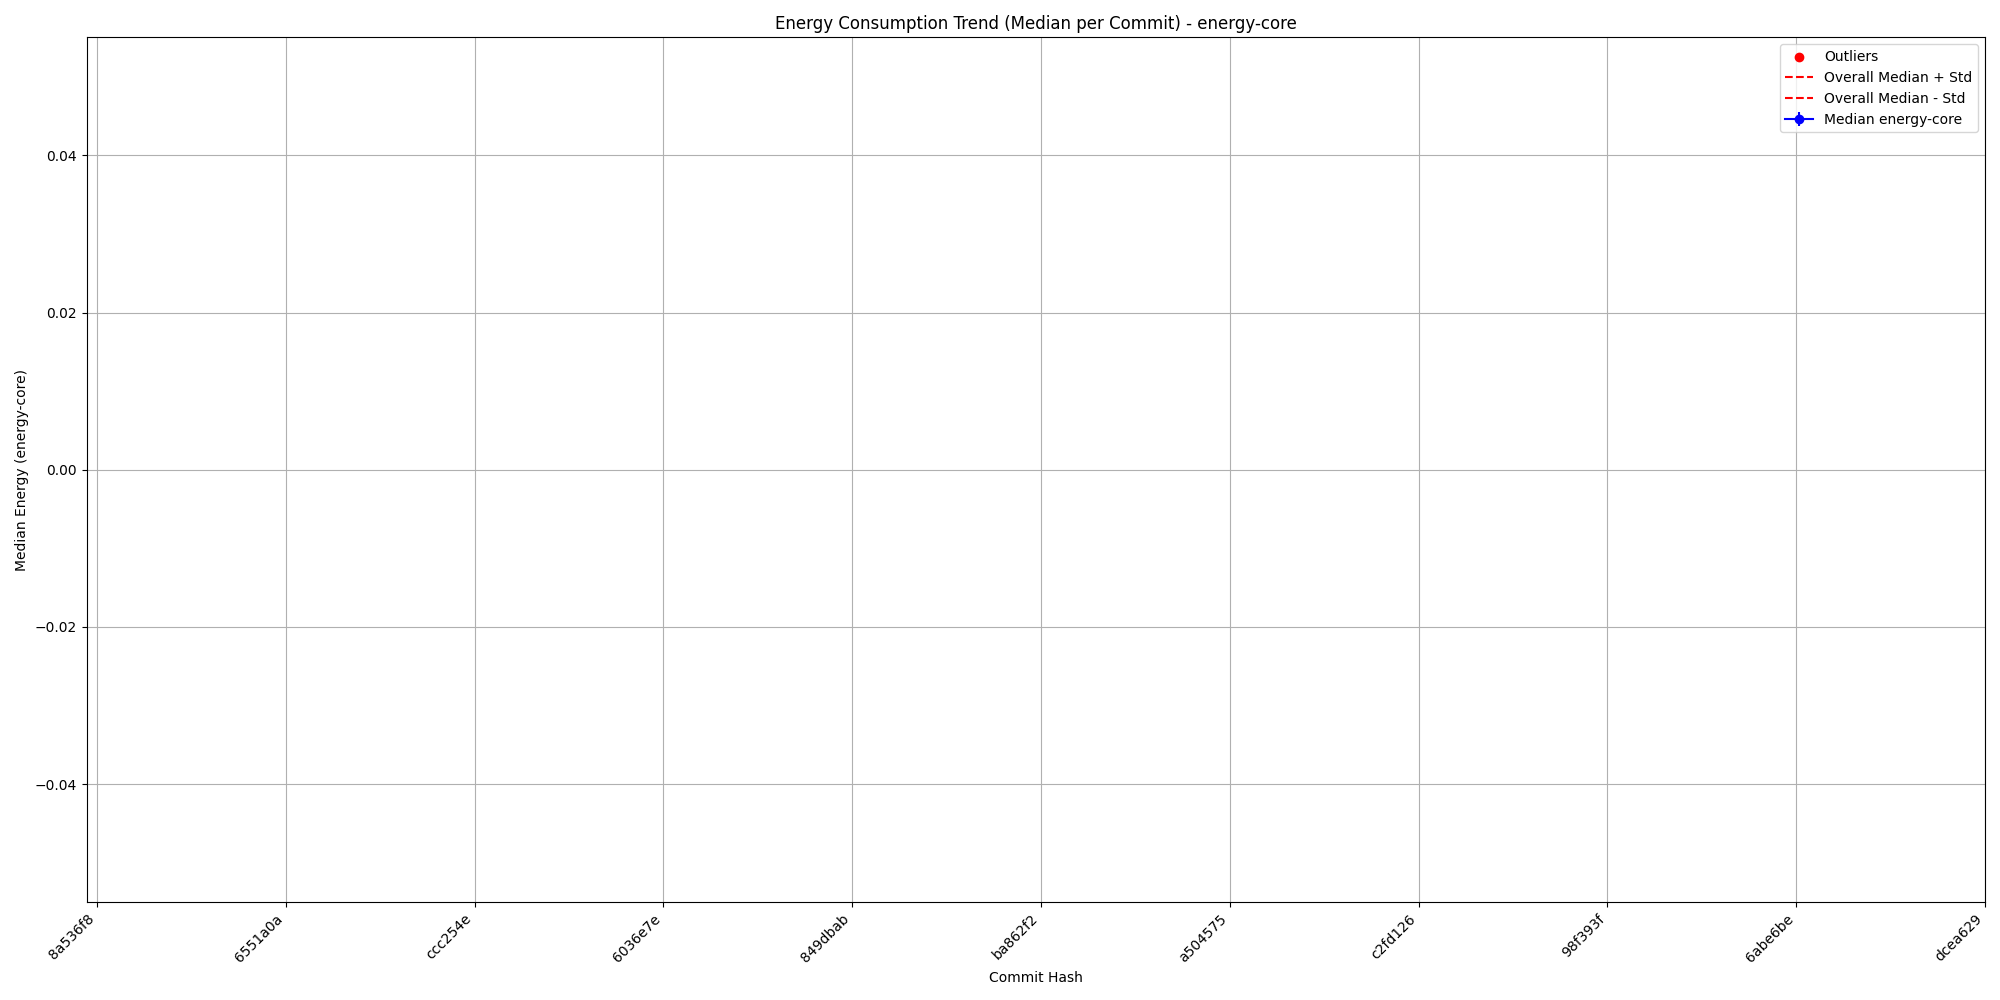 Energy Consumption Trend (Median per Commit) - energy-core
Outliers
Overall Median + Std
Overall Median - Std
Median energy-core
0.04
0.02
0.00
−0.02
−0.04
Median Energy (energy-core)
8a536f8
6551a0a
ccc254e
6036e7e
849dbab
ba862f2
a504575
c2fd126
98f393f
6abe6be
dcea629
Commit Hash